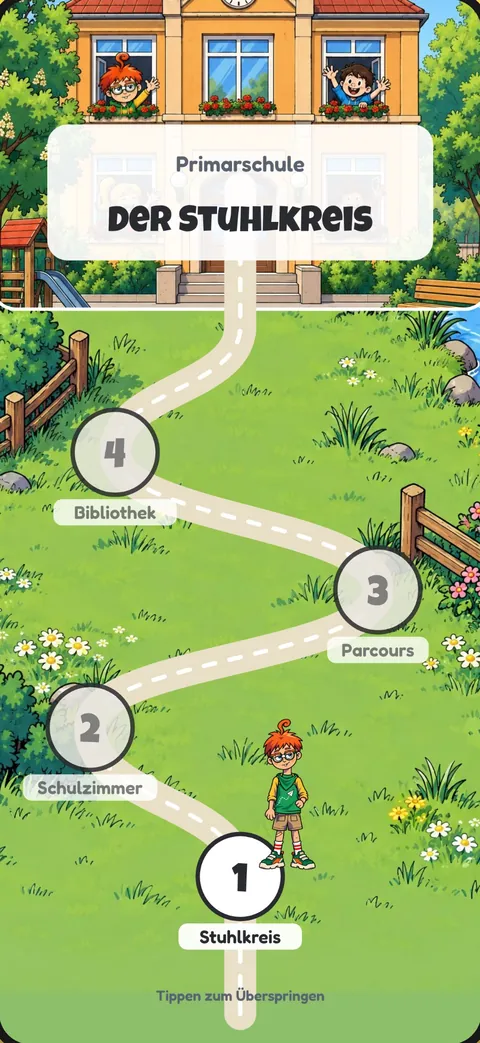 Primarschule
DER STUHLKREIS
4
Bibliothek
3
Parcours
2
Schulzimmer
1
Stuhlkreis
Tippen zum Überspringen